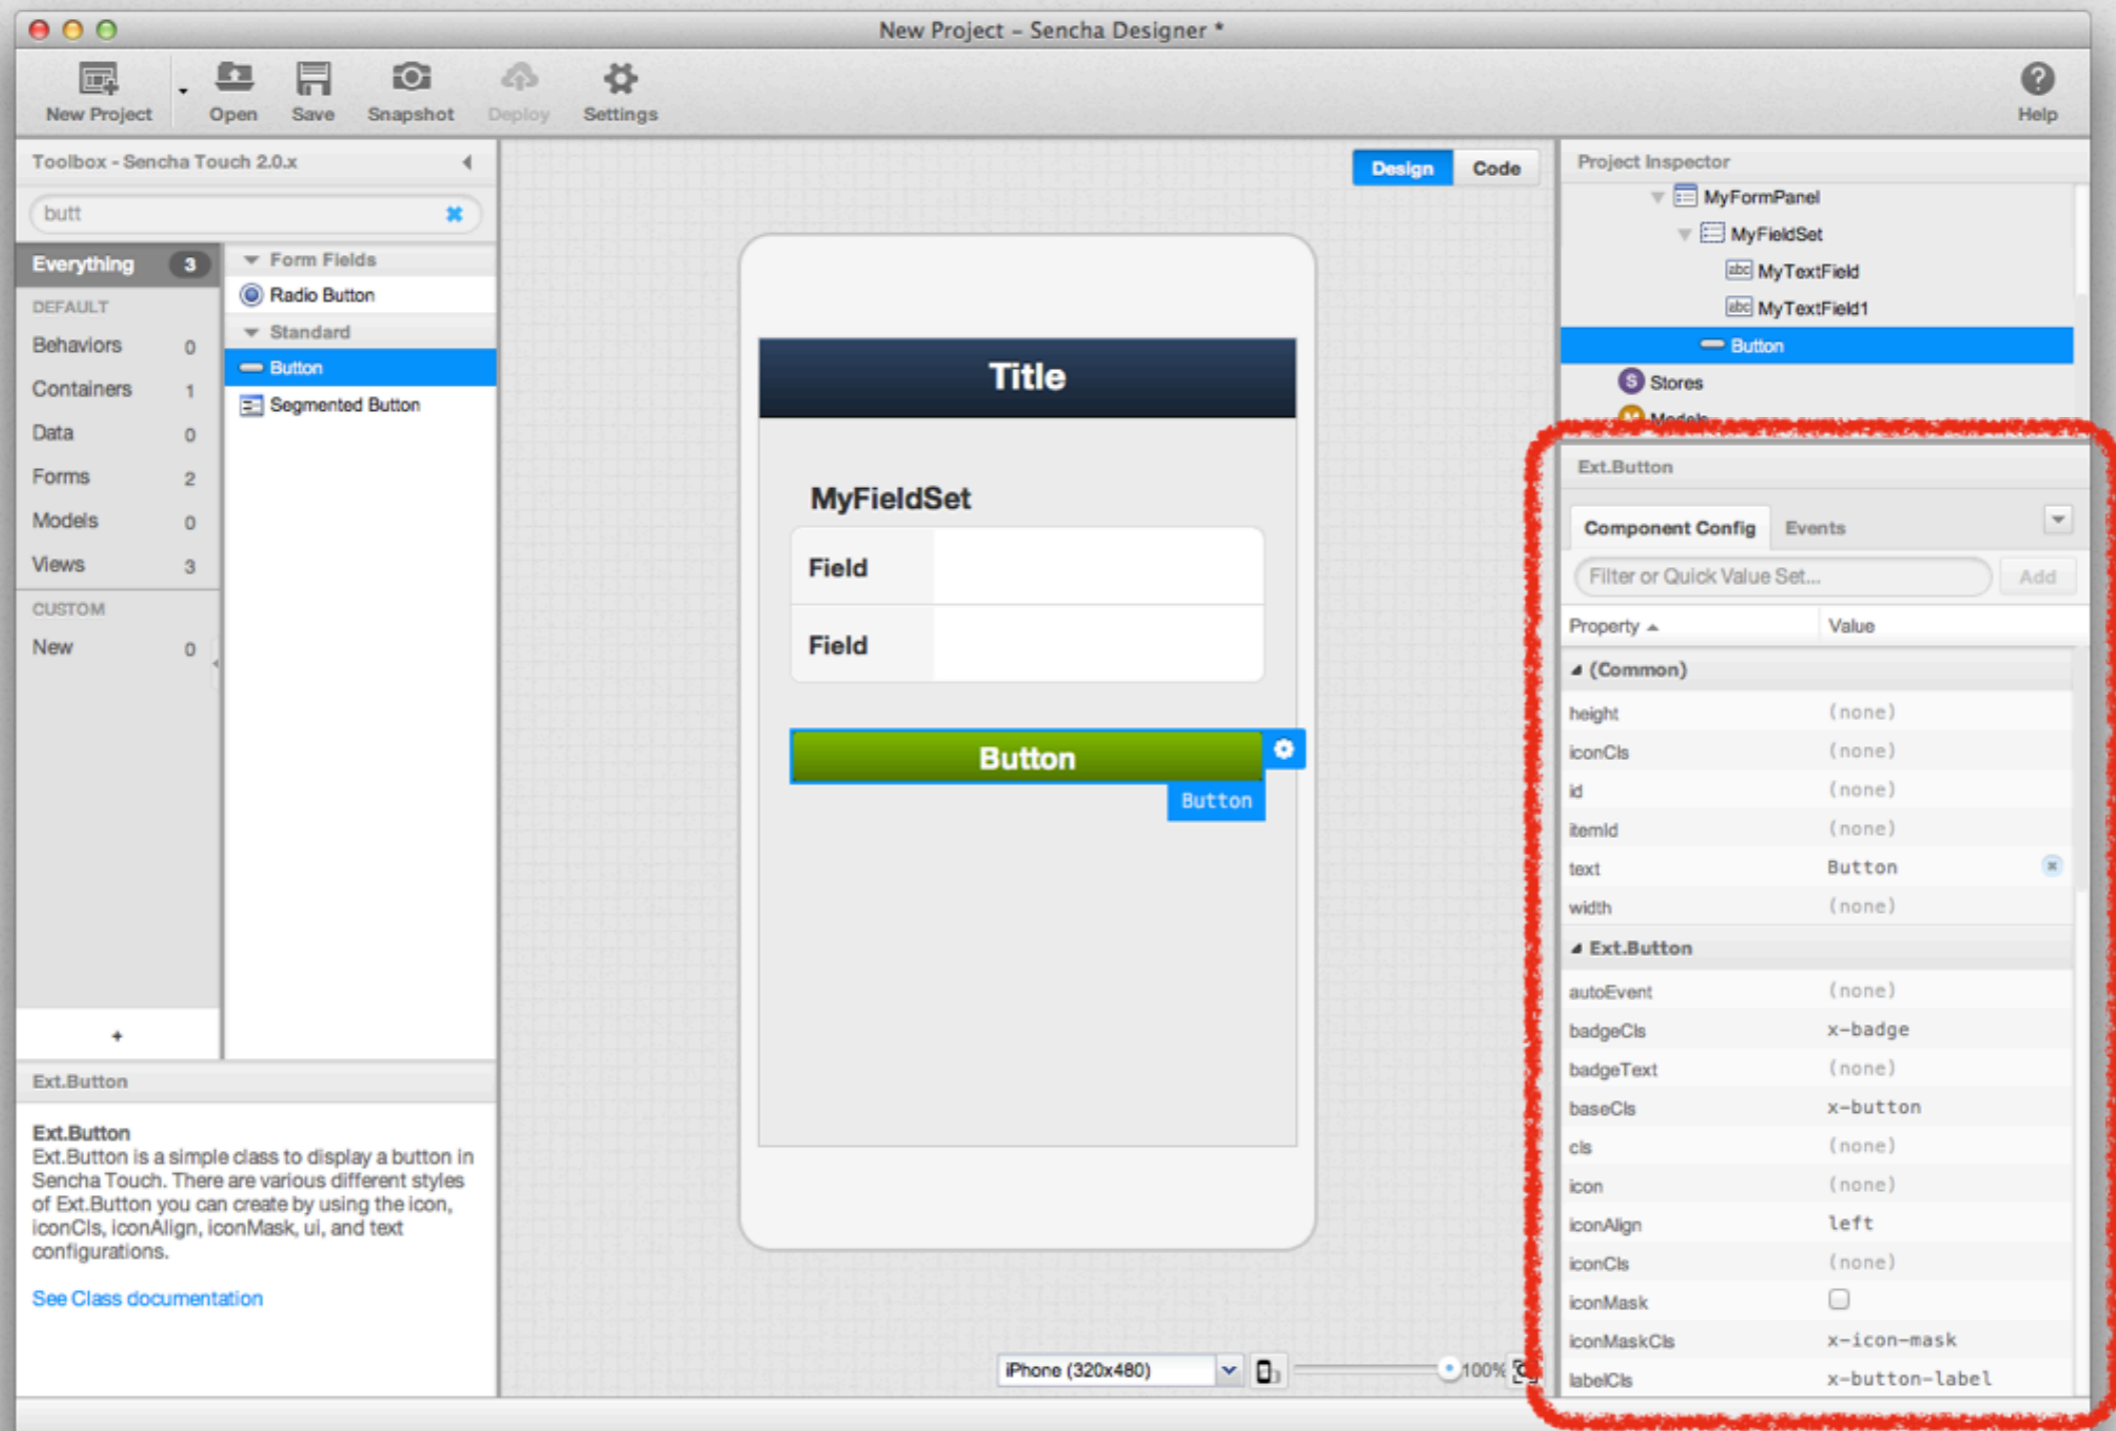 New Project – Sencha Designer *
New Project
Open
Save
Snapshot
Deploy
Settings
Help
Toolbox - Sencha Touch 2.0.x
butt
Everything 3
DEFAULT
Behaviors 0
Containers 1
Data 0
Forms 2
Models 0
Views 3
CUSTOM
New 0
+
Form Fields
Radio Button
Standard
Button
Segmented Button
Ext.Button
Ext.Button
Ext.Button is a simple class to display a button in
Sencha Touch. There are various different styles
of Ext.Button you can create by using the icon,
iconCls, iconAlign, iconMask, ui, and text
configurations.
See Class documentation
Design Code
Title
MyFieldSet
Field
Field
Button
Button
iPhone (320x480)
100%
Project Inspector
MyFormPanel
MyFieldSet
abc MyTextField
abc MyTextField1
Button
S Stores
Models
Ext.Button
Component Config Events
Filter or Quick Value Set... Add
Property Value
(Common)
height (none)
iconCls (none)
id (none)
itemId (none)
text Button
width (none)
Ext.Button
autoEvent (none)
badgeCls x-badge
badgeText (none)
baseCls x-button
cls (none)
icon (none)
iconAlign left
iconCls (none)
iconMask
iconMaskCls x-icon-mask
labelCls x-button-label